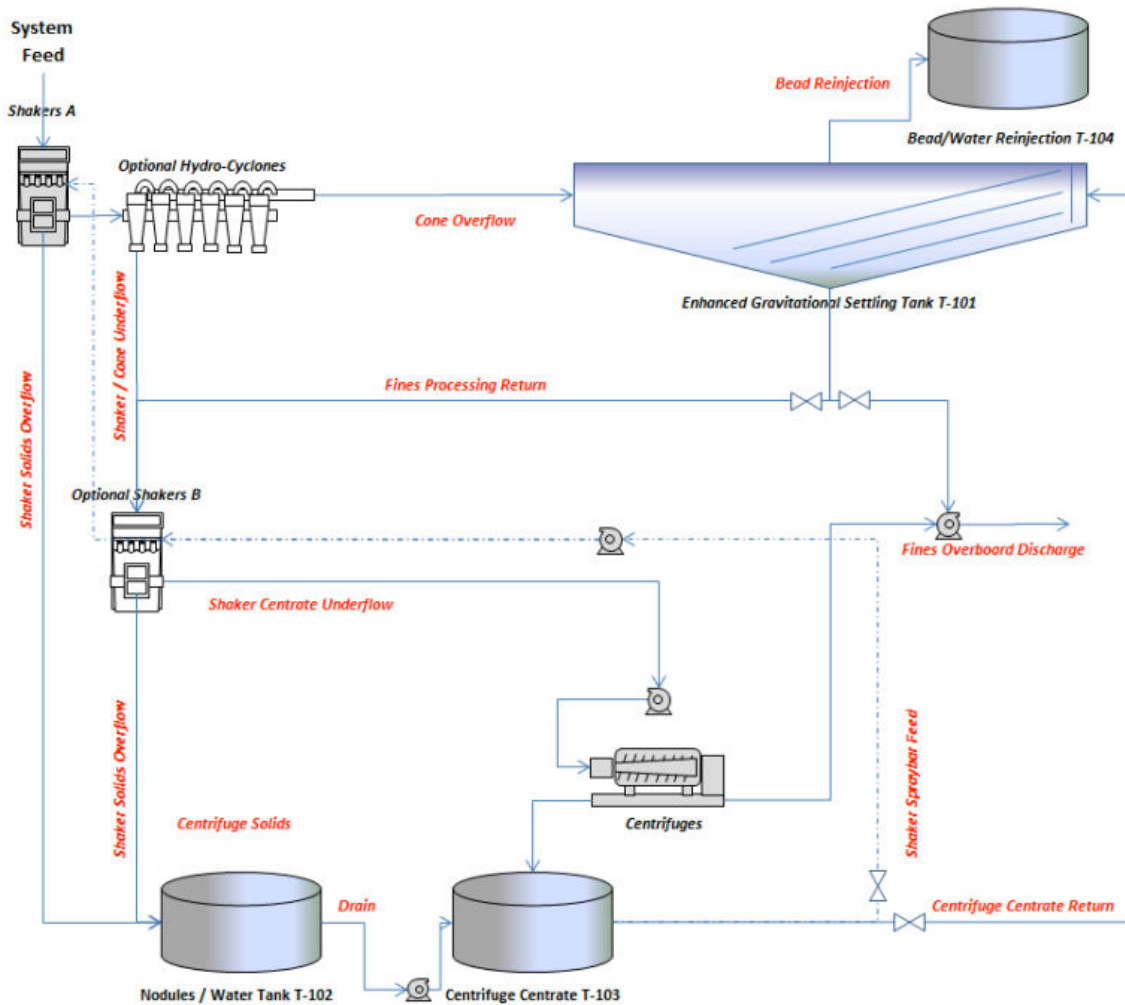 System
Feed
Shakers A
Bead Reinjection
Bead/Water Reinjection T-104
Optional Hydro-Cyclones
Cone Overflow
Enhanced Gravitational Settling Tank T-101
Shaker / Cone Underflow
Shaker Solids Overflow
Fines Processing Return
Optional Shakers B
Fines Overboard Discharge
Shaker Centrate Underflow
Shaker Solids Overflow
Shaker Spraybar Feed
Centrifuges
Centrifuge Solids
Drain
Centrifuge Centrate Return
Nodules / Water Tank T-102
Centrifuge Centrate T-103